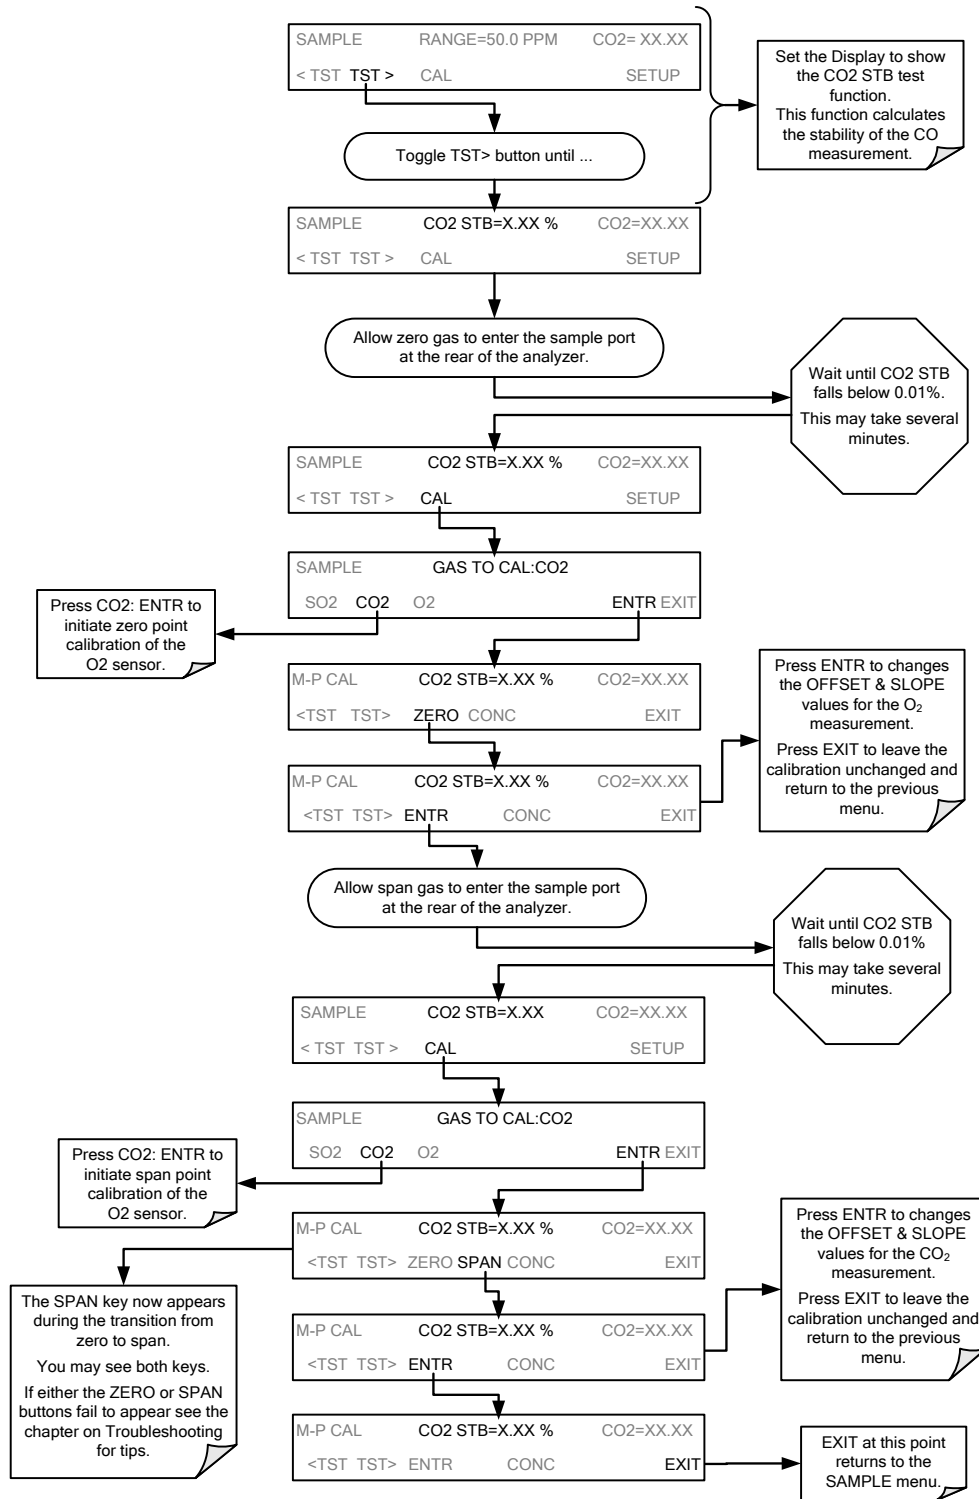 SAMPLE RANGE=50.0 PPM CO2= XX.XX
< TST TST > CAL SETUP
Set the Display to show
the CO2 STB test
function.
This function calculates
the stability of the CO
measurement.
Toggle TST> button until ...
SAMPLE CO2 STB=X.XX % CO2=XX.XX
< TST TST > CAL SETUP
Allow zero gas to enter the sample port
at the rear of the analyzer.
Wait until CO2 STB
falls below 0.01%.
This may take several
minutes.
SAMPLE CO2 STB=X.XX % CO2=XX.XX
< TST TST > CAL SETUP
SAMPLE GAS TO CAL:CO2
SO2 CO2 O2 ENTR EXIT
Press CO2: ENTR to
initiate zero point
calibration of the
O2 sensor.
M-P CAL CO2 STB=X.XX % CO2=XX.XX
<TST TST> ZERO CONC EXIT
Press ENTR to changes
the OFFSET & SLOPE
values for the O₂
measurement.
Press EXIT to leave the
calibration unchanged and
return to the previous
menu.
M-P CAL CO2 STB=X.XX % CO2=XX.XX
<TST TST> ENTR CONC EXIT
Allow span gas to enter the sample port
at the rear of the analyzer.
Wait until CO2 STB
falls below 0.01%
This may take several
minutes.
SAMPLE CO2 STB=X.XX CO2=XX.XX
< TST TST > CAL SETUP
SAMPLE GAS TO CAL:CO2
SO2 CO2 O2 ENTR EXIT
Press CO2: ENTR to
initiate span point
calibration of the
O2 sensor.
M-P CAL CO2 STB=X.XX % CO2=XX.XX
<TST TST> ZERO SPAN CONC EXIT
Press ENTR to changes
the OFFSET & SLOPE
values for the CO₂
measurement.
Press EXIT to leave the
calibration unchanged and
return to the previous
menu.
The SPAN key now appears
during the transition from
zero to span.
You may see both keys.
If either the ZERO or SPAN
buttons fail to appear see the
chapter on Troubleshooting
for tips.
M-P CAL CO2 STB=X.XX % CO2=XX.XX
<TST TST> ENTR CONC EXIT
M-P CAL CO2 STB=X.XX % CO2=XX.XX
<TST TST> ENTR CONC EXIT
EXIT at this point
returns to the
SAMPLE menu.